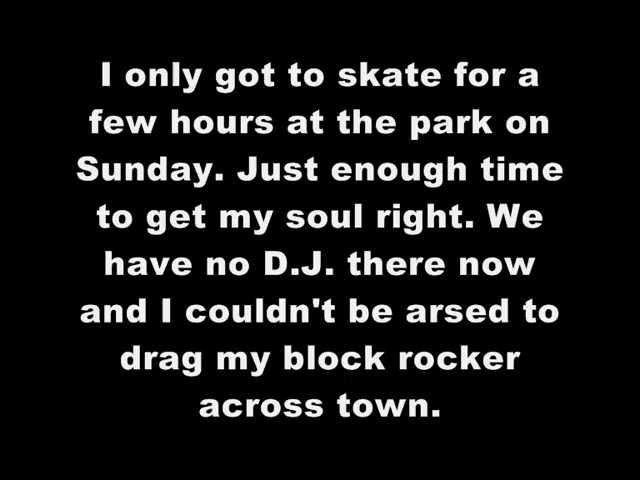 I only got to skate for a
few hours at the park on
Sunday. Just enough time
to get my soul right. We
have no D.J. there now
and I couldn't be arsed to
drag my block rocker
across town.